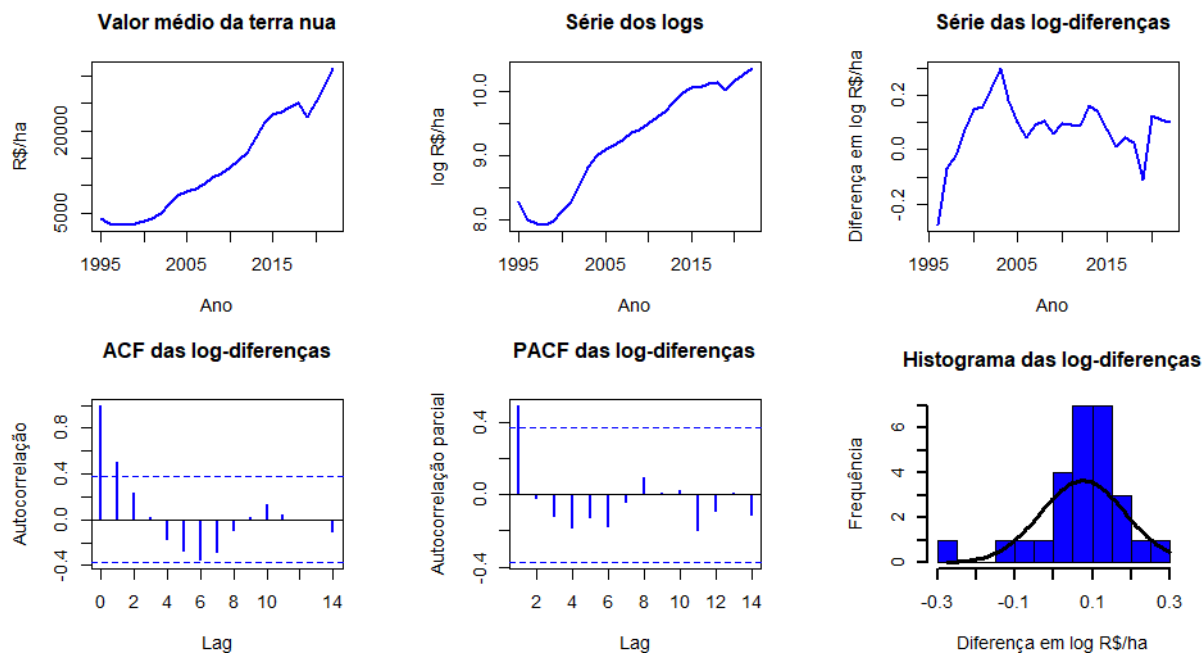 Valor médio da terra nua
R$/ha
5000
20000
1995
2005
2015
Ano
Série dos logs
log R$/ha
8.0
9.0
10.0
1995
2005
2015
Ano
Série das log-diferenças
Diferença em log R$/ha
-0.2
0.0
0.2
1995
2005
2015
Ano
ACF das log-diferenças
Autocorrelação
-0.4
0.0
0.4
0.8
0
2
4
6
8
10
14
Lag
PACF das log-diferenças
Autocorrelação parcial
-0.4
0.0
0.4
2
4
6
8
10
12
14
Lag
Histograma das log-diferenças
Frequência
0
2
4
6
-0.3
-0.1
0.1
0.3
Diferença em log R$/ha